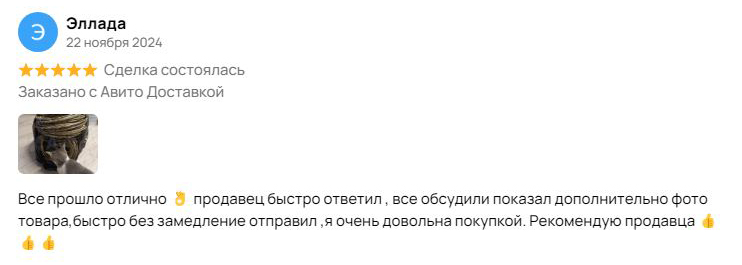 Э
Эллада
22 ноября 2024
Сделка состоялась
Заказано с Авито Доставкой
Все прошло отлично 👌 продавец быстро ответил , все обсудили показал дополнительно фото
товара,быстро без замедление отправил ,я очень довольна покупкой. Рекомендую продавца 👍
👍 👍